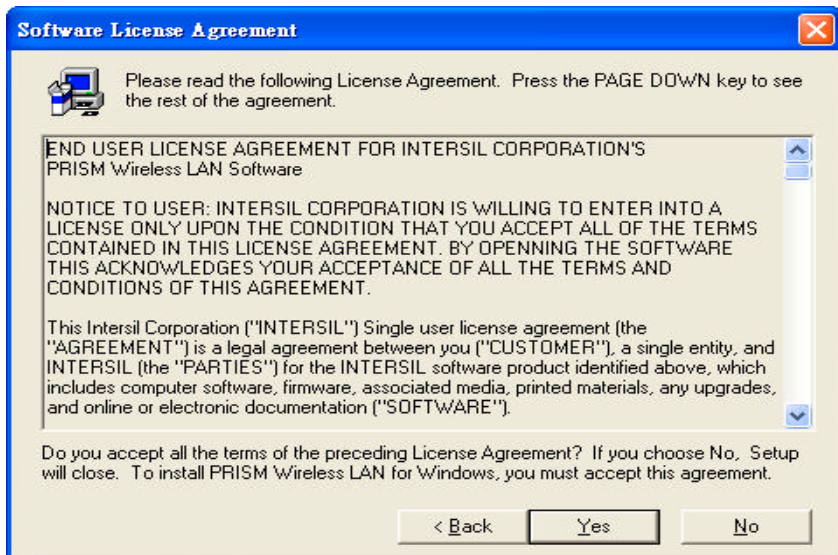 Software License Agreement
Please read the following License Agreement. Press the PAGE DOWN key to see
the rest of the agreement.
END USER LICENSE AGREEMENT FOR INTERSIL CORPORATION'S
PRISM Wireless LAN Software
NOTICE TO USER: INTERSIL CORPORATION IS WILLING TO ENTER INTO A
LICENSE ONLY UPON THE CONDITION THAT YOU ACCEPT ALL OF THE TERMS
CONTAINED IN THIS LICENSE AGREEMENT. BY OPENNING THE SOFTWARE
THIS ACKNOWLEDGES YOUR ACCEPTANCE OF ALL THE TERMS AND
CONDITIONS OF THIS AGREEMENT.
This Intersil Corporation ("INTERSIL") Single user license agreement (the
"AGREEMENT") is a legal agreement between you ("CUSTOMER"), a single entity, and
INTERSIL (the "PARTIES") for the INTERSIL software product identified above, which
includes computer software, firmware, associated media, printed materials, any upgrades,
and online or electronic documentation ("SOFTWARE").
Do you accept all the terms of the preceding License Agreement? If you choose No, Setup
will close. To install PRISM Wireless LAN for Windows, you must accept this agreement.
< Back Yes No